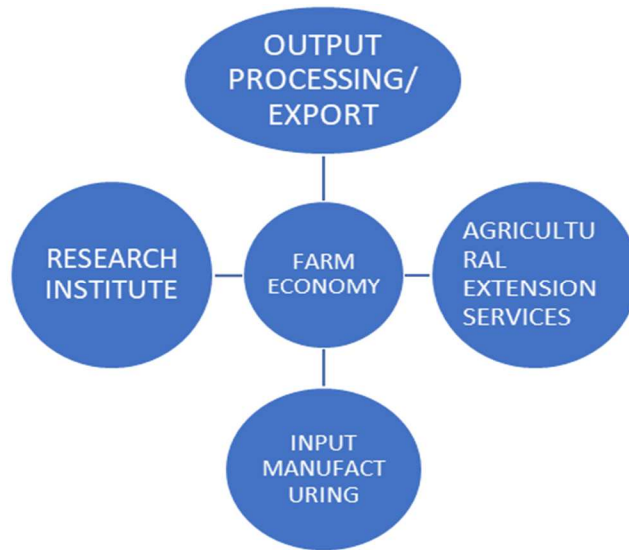 OUTPUT
PROCESSING/
EXPORT
RESEARCH
INSTITUTE
FARM
ECONOMY
AGRICULTU
RAL
EXTENSION
SERVICES
INPUT
MANUFACT
URING